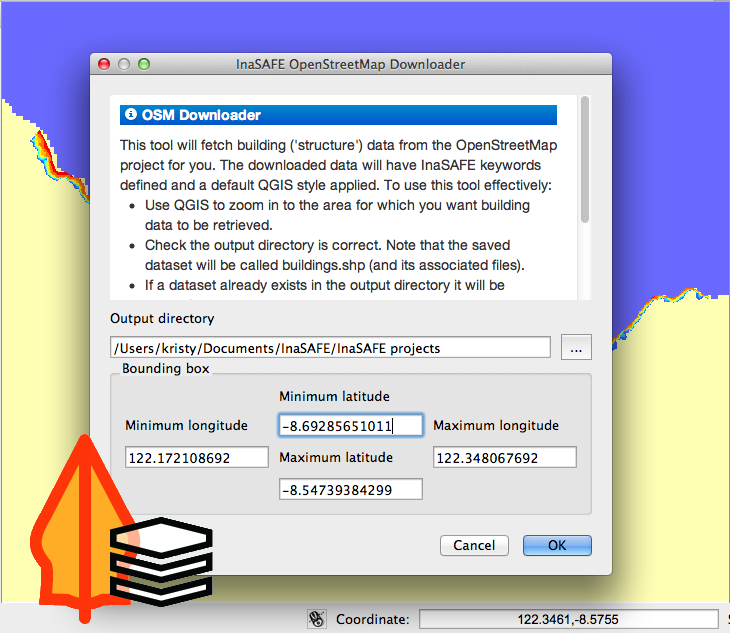 InaSAFE OpenStreetMap Downloader
OSM Downloader
This tool will fetch building ('structure') data from the OpenStreetMap
project for you. The downloaded data will have InaSAFE keywords
defined and a default QGIS style applied. To use this tool effectively:
• Use QGIS to zoom in to the area for which you want building
data to be retrieved.
• Check the output directory is correct. Note that the saved
dataset will be called buildings.shp (and its associated files).
• If a dataset already exists in the output directory it will be
Output directory
/Users/kristy/Documents/InaSAFE/InaSAFE projects
...
Bounding box
Minimum latitude
Minimum longitude
-8.69285651011
Maximum longitude
122.172108692
Maximum latitude
122.348067692
-8.54739384299
Cancel
OK
Coordinate:
122.3461,-8.5755